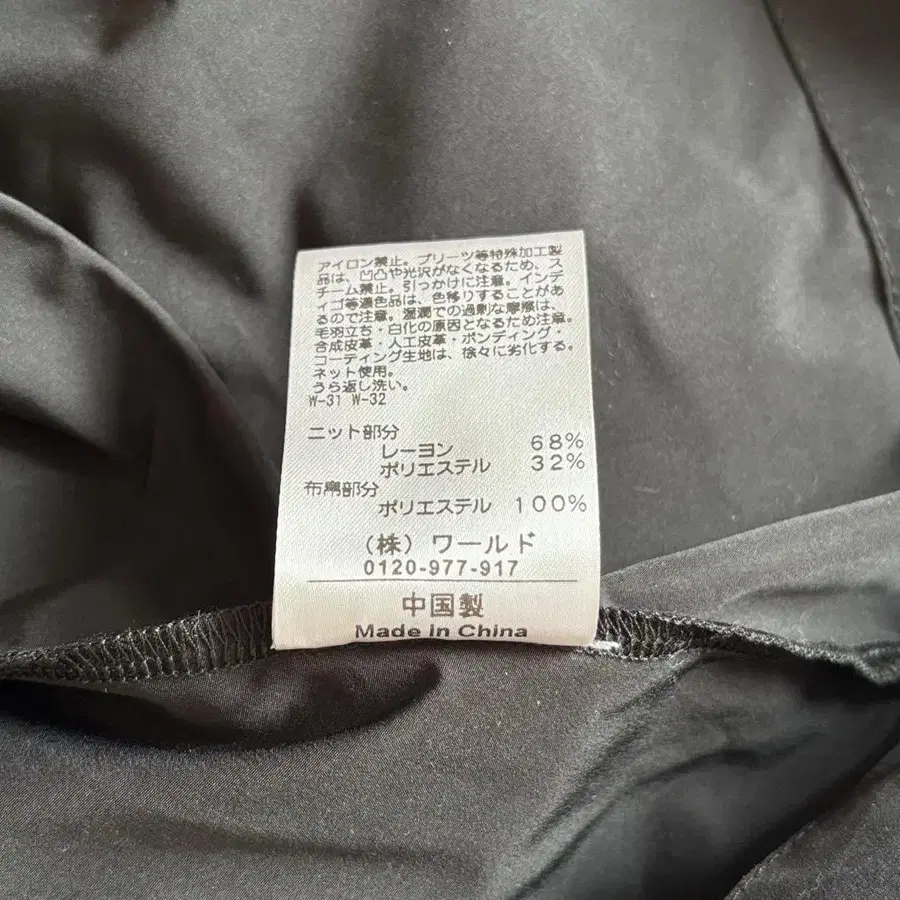 アイロン禁止。プリーツ等特殊加工製
品は、凹凸や光沢がなくなるため、ス
チーム禁止。引っかけに注意。インデ
ィゴ等濃色品は、色移りすることがあ
るので注意。湿潤での過剰な摩擦は、
毛羽立ち・白化の原因となるため注意。
合成皮革・人工皮革・ボンディング・
コーティング生地は、徐々に劣化する。
ネット使用。
うら返し洗い。
W-31 W-32
ニット部分
レーヨン 68%
ポリエステル 32%
布帛部分
ポリエステル 100%
(株) ワールド
0120-977-917
中国製
Made in China